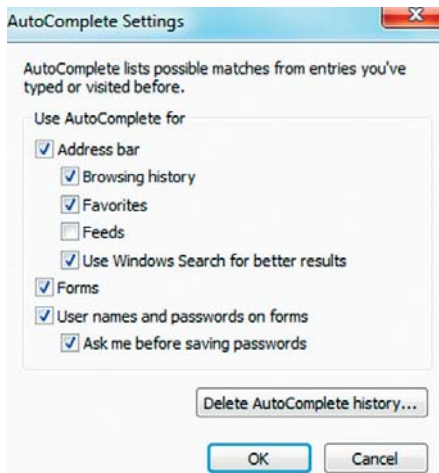 AutoComplete Settings
AutoComplete lists possible matches from entries you've
typed or visited before.
Use AutoComplete for
Address bar
Browsing history
Favorites
Feeds
Use Windows Search for better results
Forms
User names and passwords on forms
Ask me before saving passwords
Delete AutoComplete history...
OK
Cancel